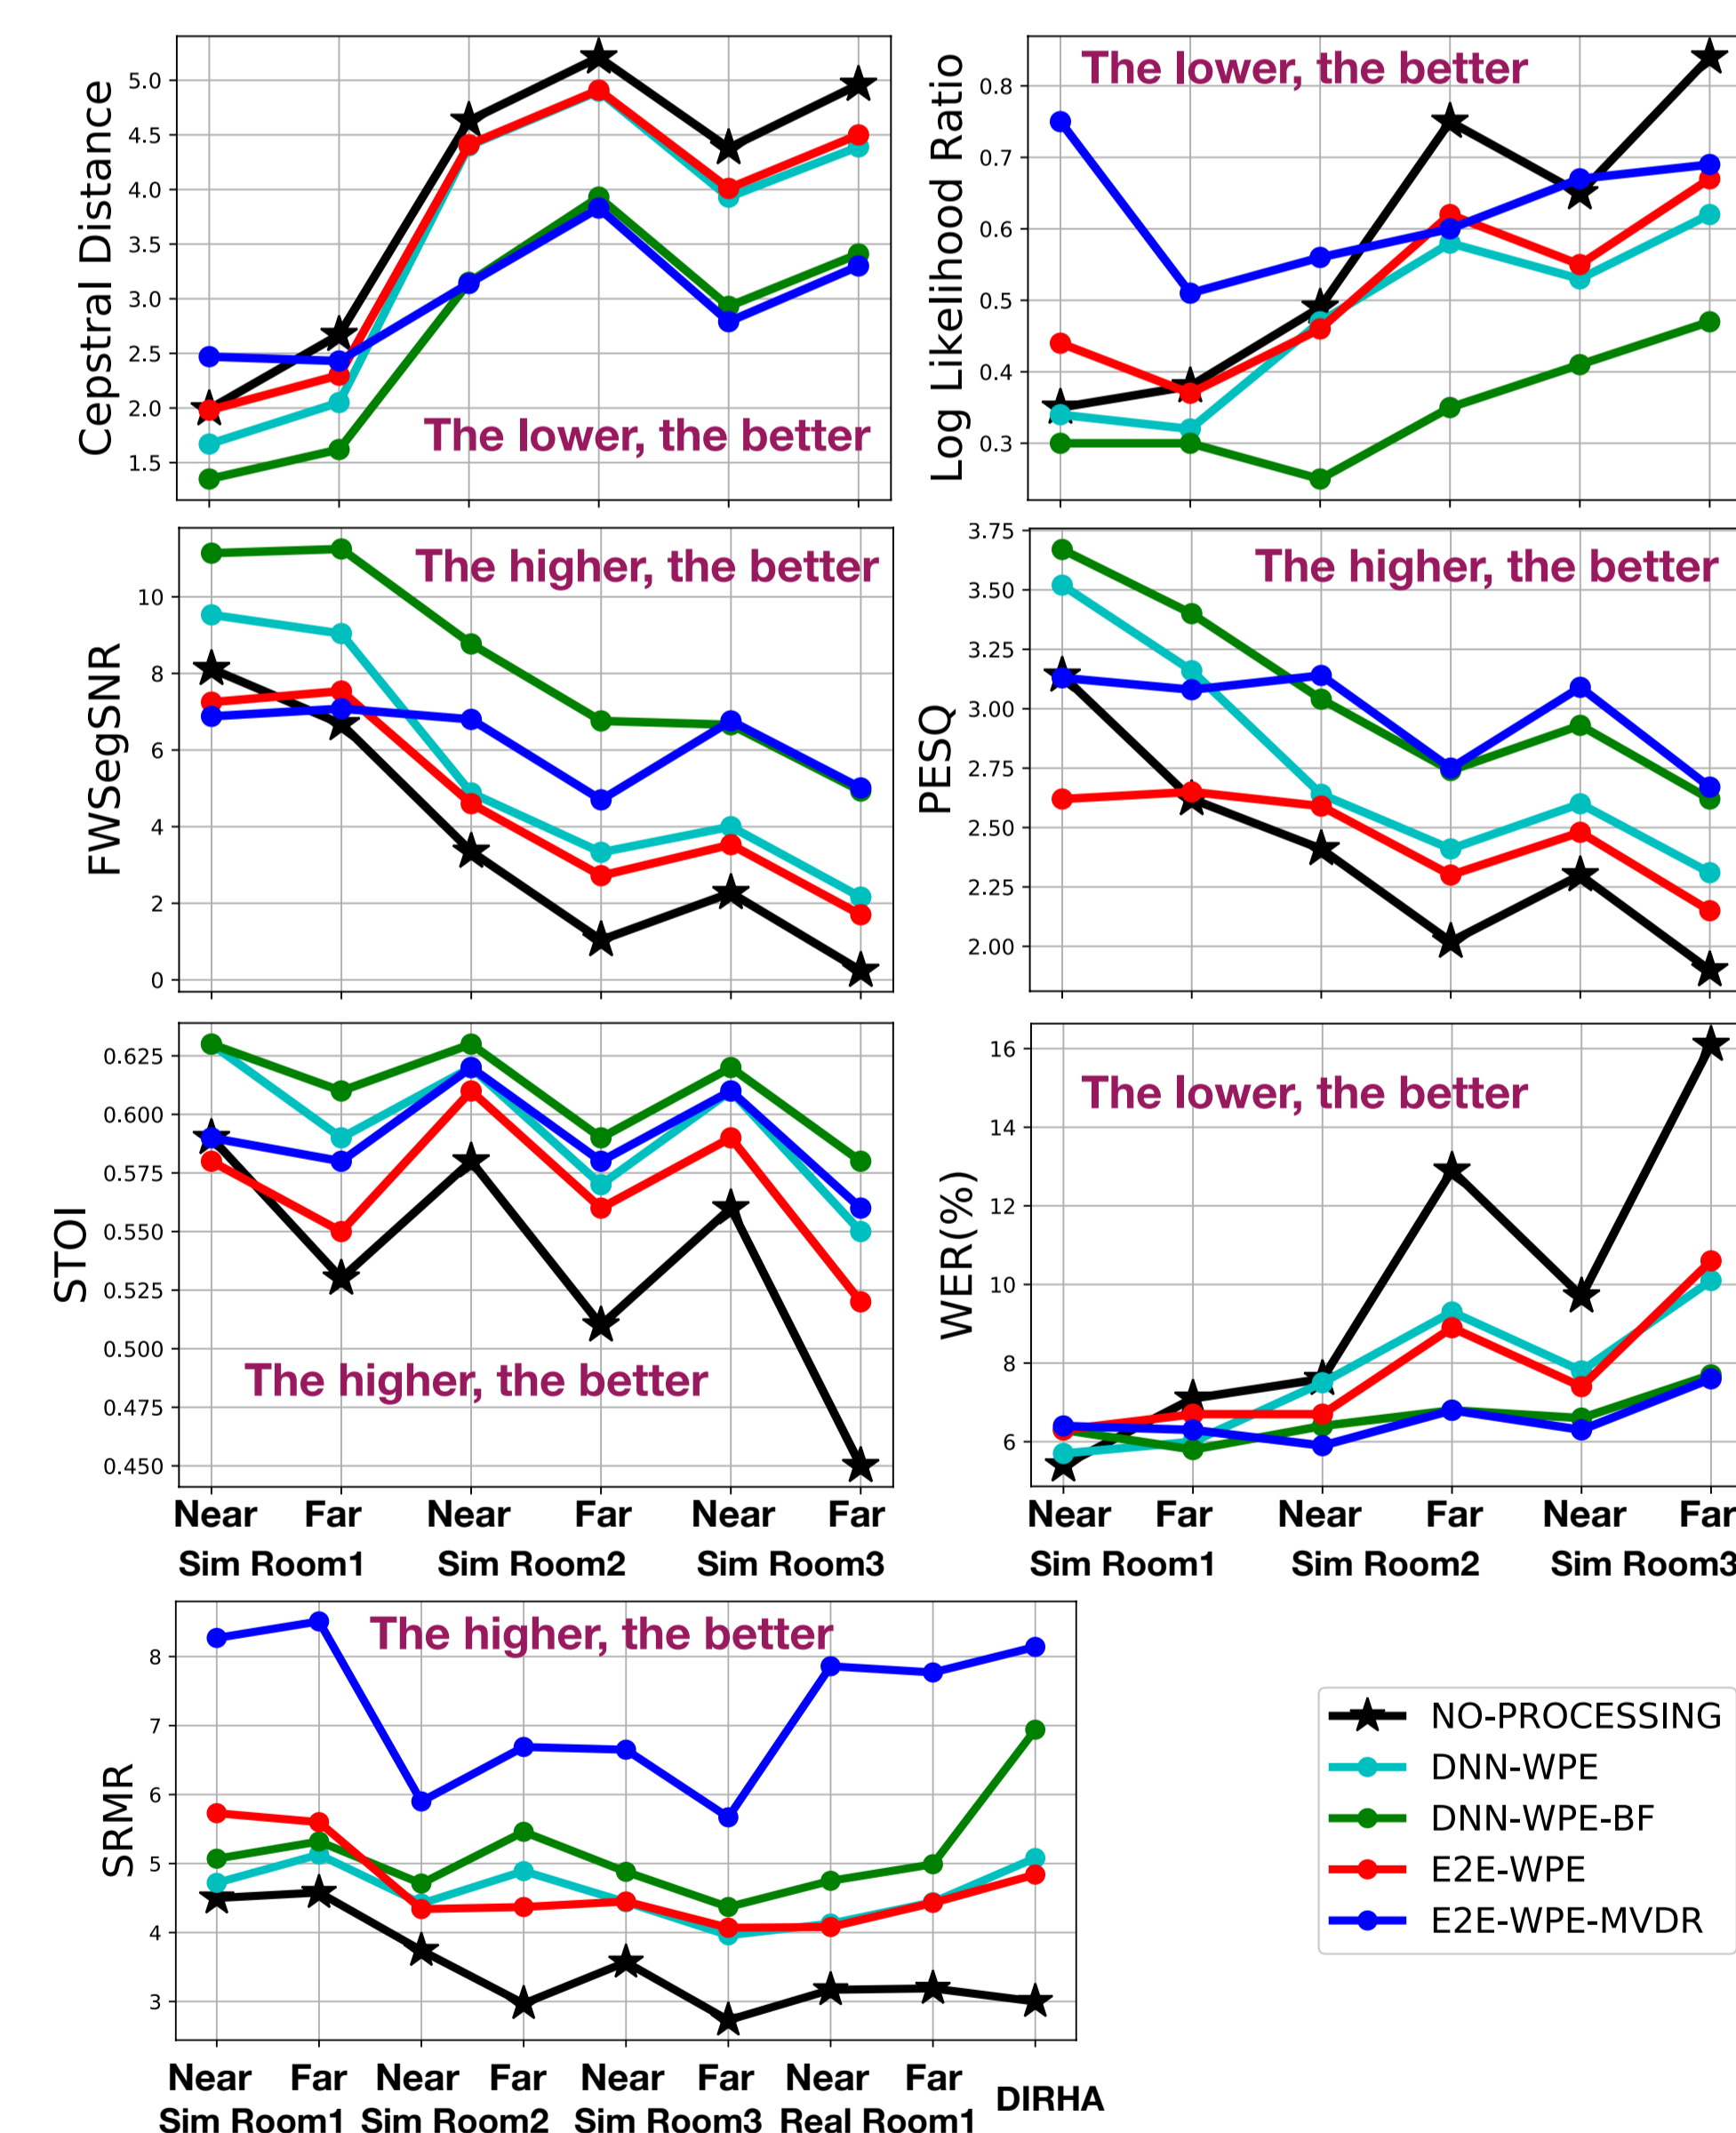 Cepstral Distance
5.0
4.5
4.0
3.5
3.0
2.5
2.0
1.5
The lower, the better
Log Likelihood Ratio
0.8
0.7
0.6
0.5
0.4
0.3
The lower, the better
FWSegSNR
10
8
6
4
2
0
The higher, the better
PESQ
3.75
3.50
3.25
3.00
2.75
2.50
2.25
2.00
The higher, the better
STOI
0.625
0.600
0.575
0.550
0.525
0.500
0.475
0.450
The higher, the better
Near Far Near Far Near Far
Sim Room1 Sim Room2 Sim Room3
WER(%)
16
14
12
10
8
6
The lower, the better
Near Far Near Far Near Far
Sim Room1 Sim Room2 Sim Room3
SRMR
8
7
6
5
4
3
The higher, the better
Near Far Near Far Near Far Near Far
DIRHA
Sim Room1 Sim Room2 Sim Room3 Real Room1
NO-PROCESSING
DNN-WPE
DNN-WPE-BF
E2E-WPE
E2E-WPE-MVDR